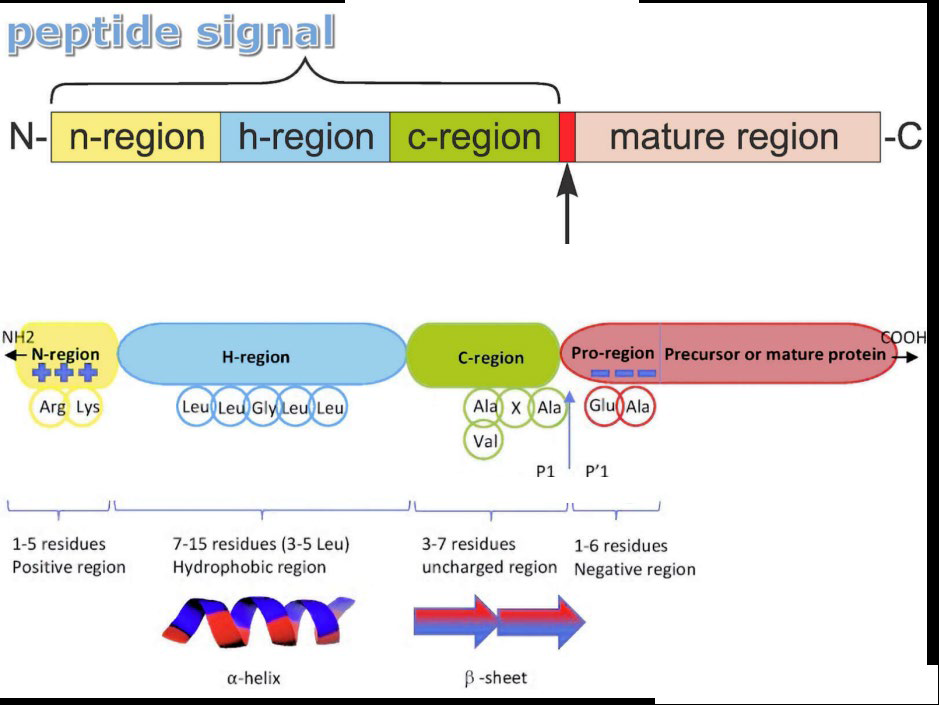 peptide signal
N- n-region h-region c-region mature region -C
NH2 COOH
N-region H-region C-region Pro-region Precursor or mature protein
Arg Lys Leu Leu Gly Leu Leu Ala X Ala Glu Ala
Val
P1 P'1
1-5 residues
Positive region
7-15 residues (3-5 Leu)
Hydrophobic region
3-7 residues
uncharged region
1-6 residues
Negative region
α-helix
β -sheet